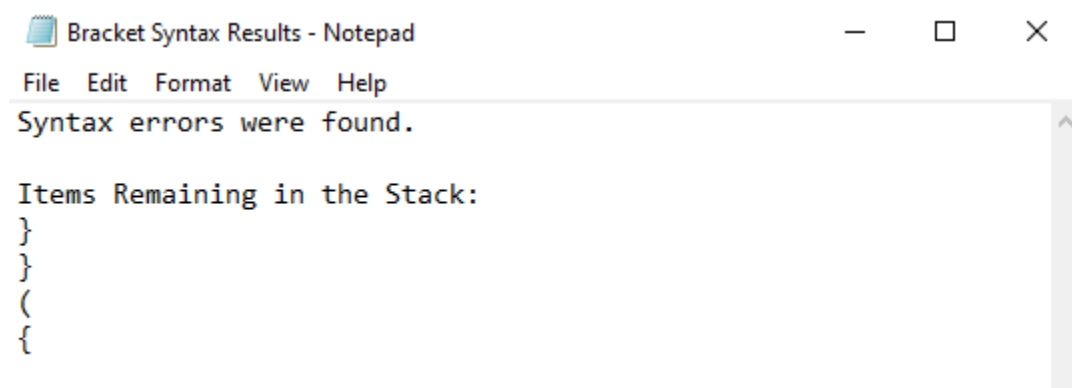 Bracket Syntax Results - Notepad
File Edit Format View Help
Syntax errors were found.
Items Remaining in the Stack:
}
}
(
{